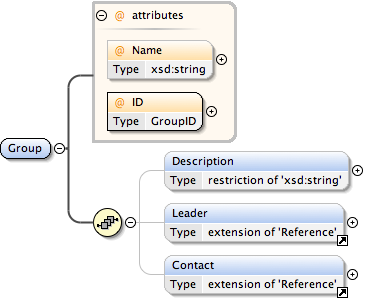 @ attributes
@ Name
Type xsd:string
@ ID
Type GroupID
Group
Description
Type restriction of 'xsd:string'
Leader
Type extension of 'Reference'
Contact
Type extension of 'Reference'